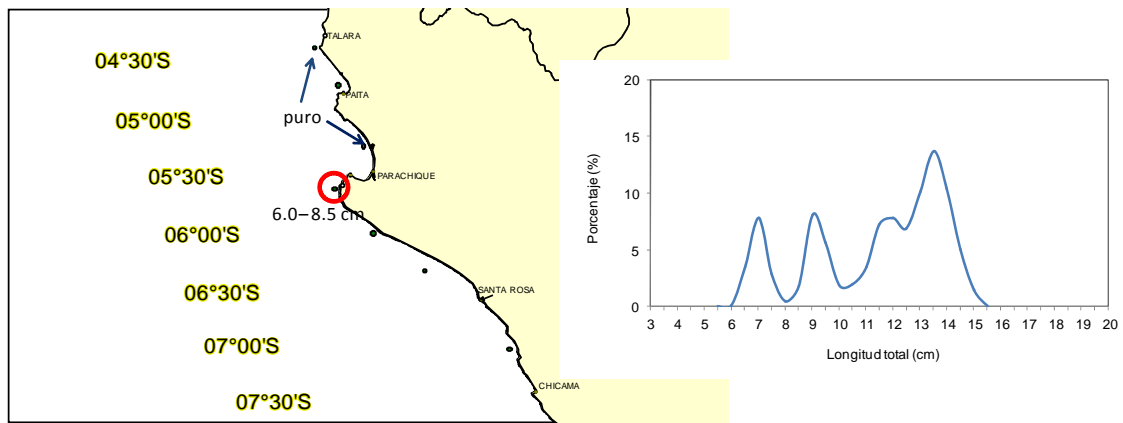 TALARA
04°30'S
PAITA
puro
05°00'S
05°30'S
PARACHIQUE
6.0–8.5 cm
06°00'S
06°30'S
SANTA ROSA
07°00'S
CHICAMA
07°30'S
20
15
10
5
0
Porcentaje (%)
3 4 5 6 7 8 9 10 11 12 13 14 15 16 17 18 19 20
Longitud total (cm)